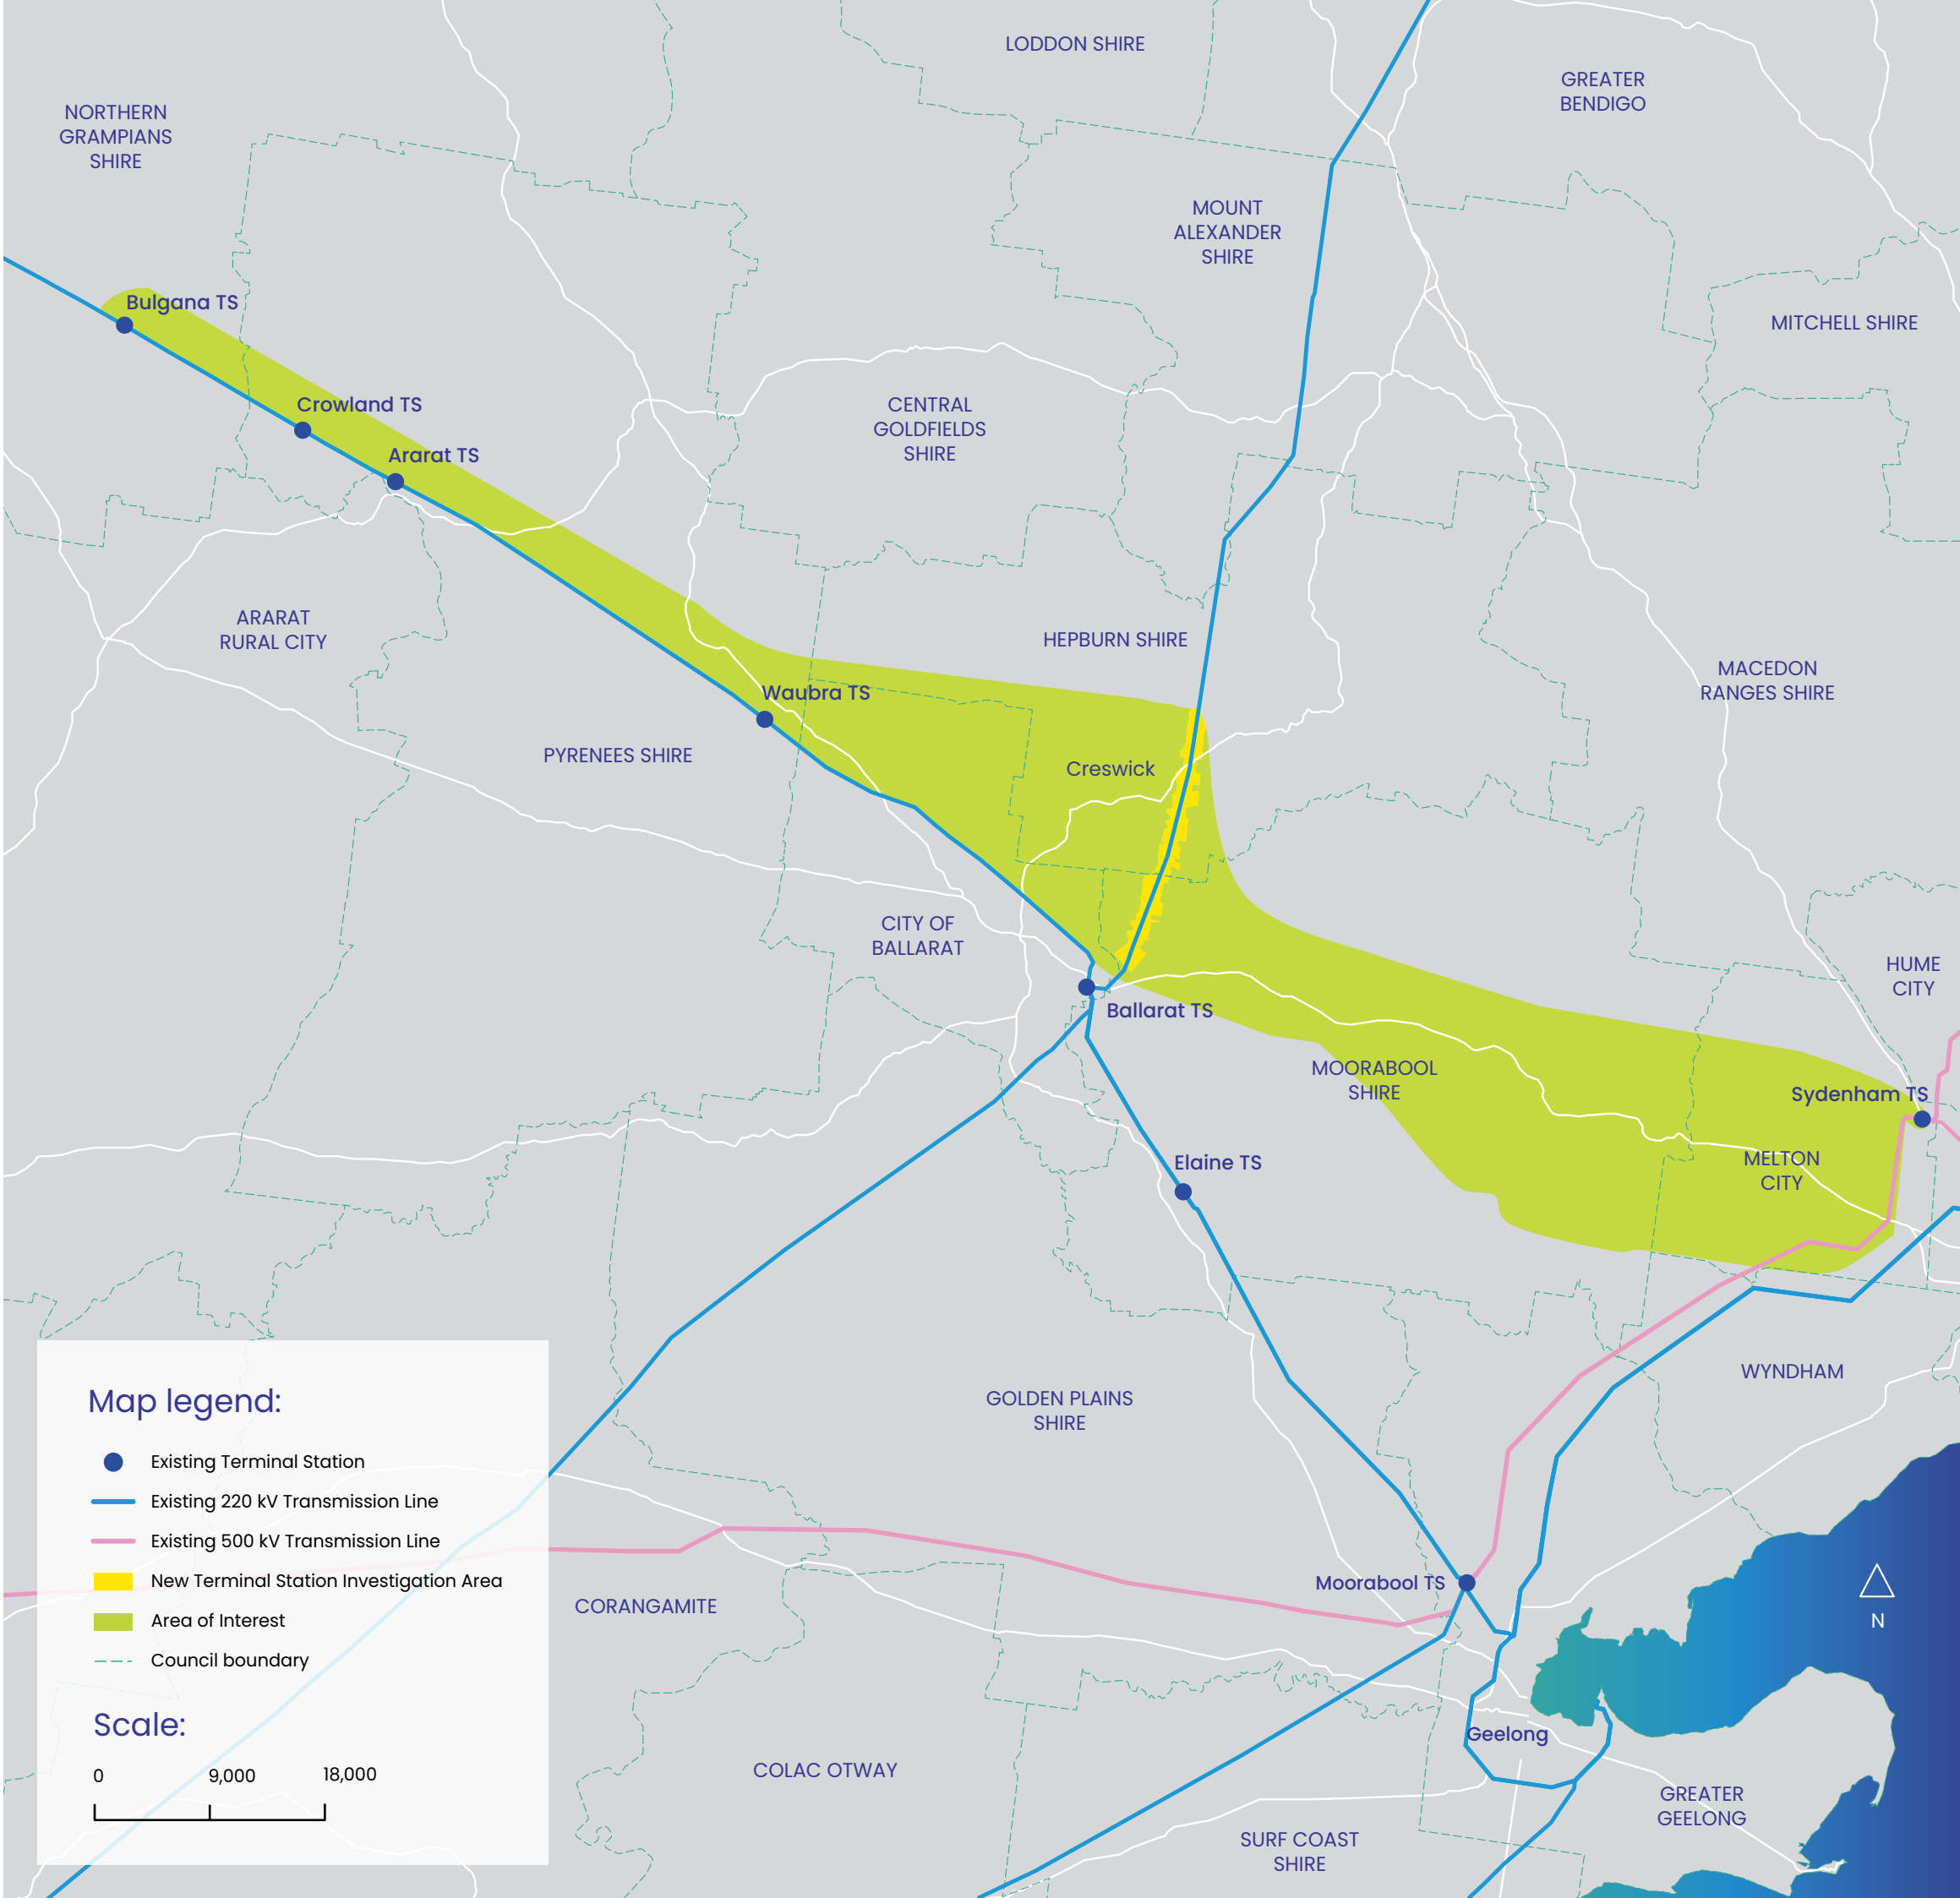 LODDON SHIRE
GREATER
BENDIGO
NORTHERN
GRAMPIANS
SHIRE
MOUNT
ALEXANDER
SHIRE
Bulgana TS
MITCHELL SHIRE
Crowland TS
CENTRAL
GOLDFIELDS
SHIRE
Ararat TS
ARARAT
RURAL CITY
HEPBURN SHIRE
MACEDON
RANGES SHIRE
Waubra TS
PYRENEES SHIRE
Creswick
CITY OF
BALLARAT
HUME
CITY
Ballarat TS
MOORABOOL
SHIRE
Sydenham TS
Elaine TS
MELTON
CITY
WYNDHAM
GOLDEN PLAINS
SHIRE
Map legend:
Existing Terminal Station
Existing 220 kV Transmission Line
Existing 500 kV Transmission Line
New Terminal Station Investigation Area
Area of Interest
Council boundary
Scale:
0 9,000 18,000
Moorabool TS
CORANGAMITE
N
Geelong
COLAC OTWAY
GREATER
GEELONG
SURF COAST
SHIRE